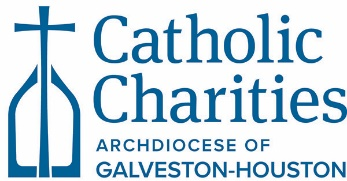 Catholic
Charities
ARCHDIOCESE OF
GALVESTON-HOUSTON